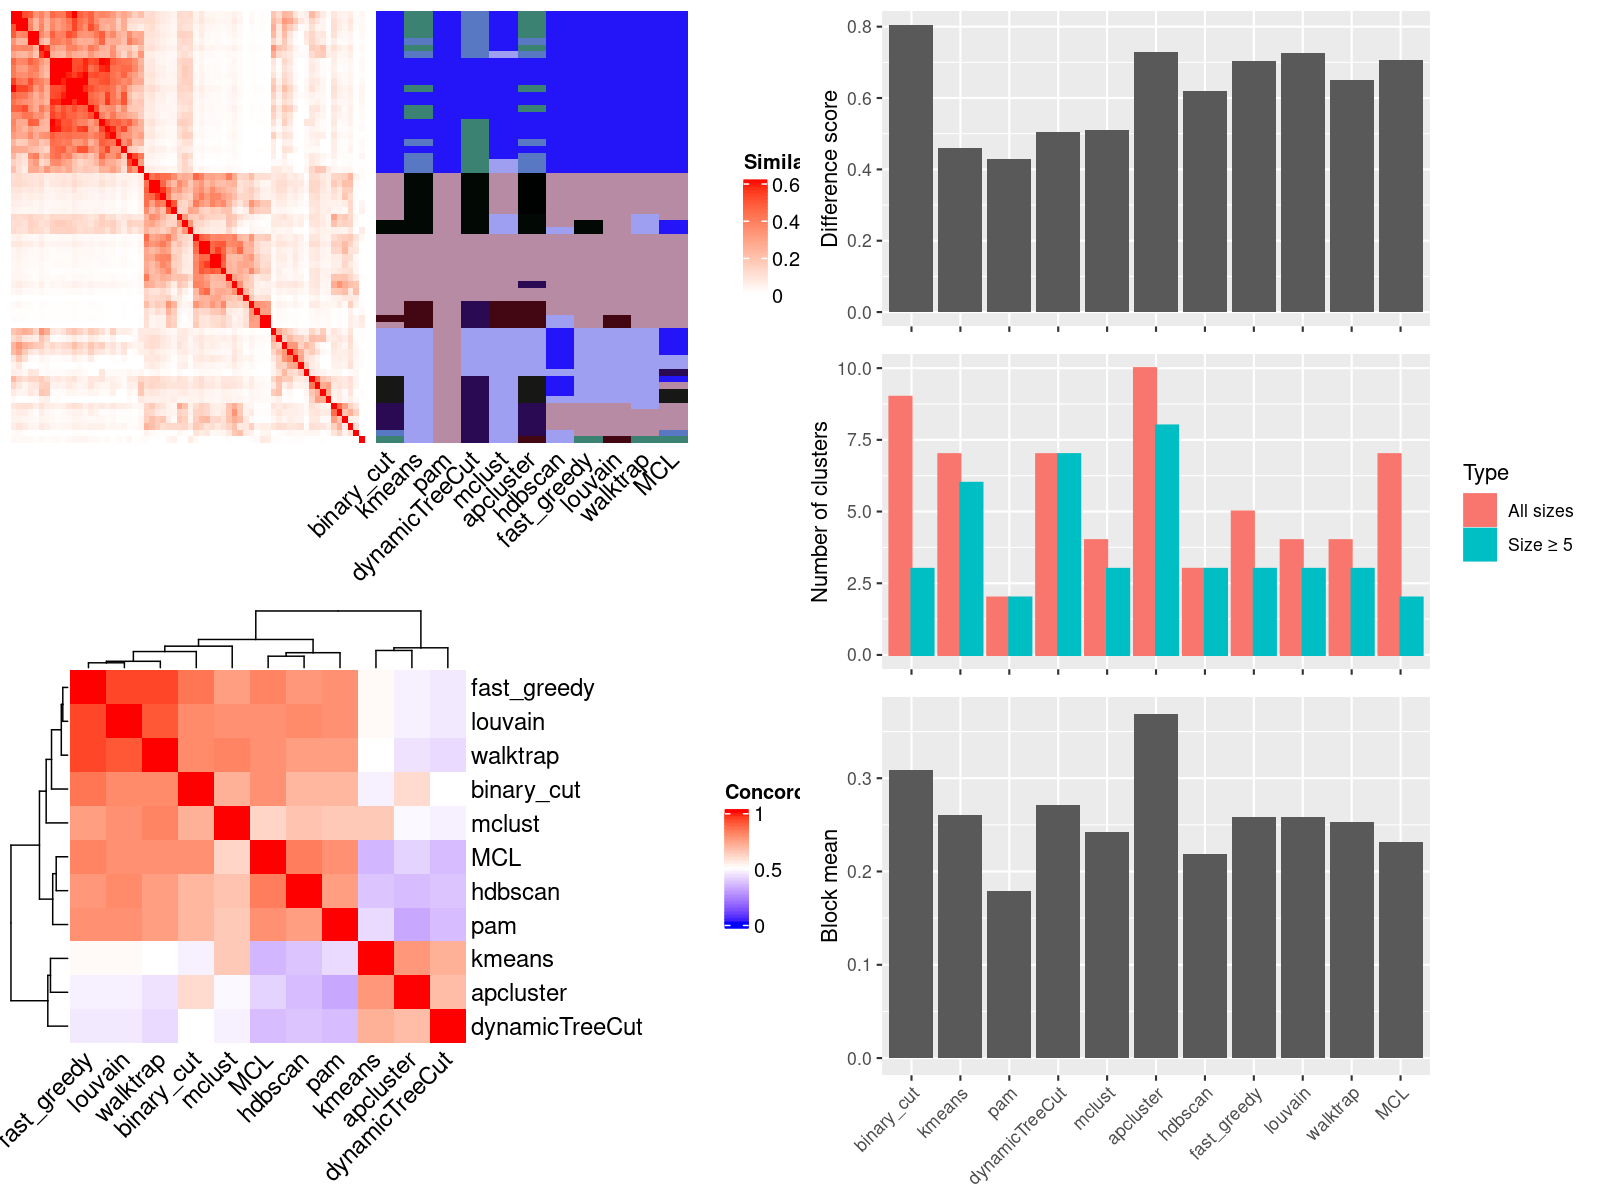 Simila
0.6
0.4
0.2
0
binary_cut
kmeans
pam
dynamicTreeCut
mclust
apcluster
hdbscan
fast_greedy
louvain
walktrap
MCL
Difference score
0.8
0.6
0.4
0.2
0.0
Number of clusters
10.0
7.5
5.0
2.5
0.0
Type
All sizes
Size ≥ 5
fast_greedy
louvain
walktrap
binary_cut
mclust
MCL
hdbscan
pam
kmeans
apcluster
dynamicTreeCut
fast_greedy
louvain
walktrap
binary_cut
mclust
MCL
hdbscan
pam
kmeans
apcluster
dynamicTreeCut
Concord
1
0.5
0
Block mean
0.3
0.2
0.1
0.0
binary_cut
kmeans
pam
dynamicTreeCut
mclust
apcluster
hdbscan
fast_greedy
louvain
walktrap
MCL